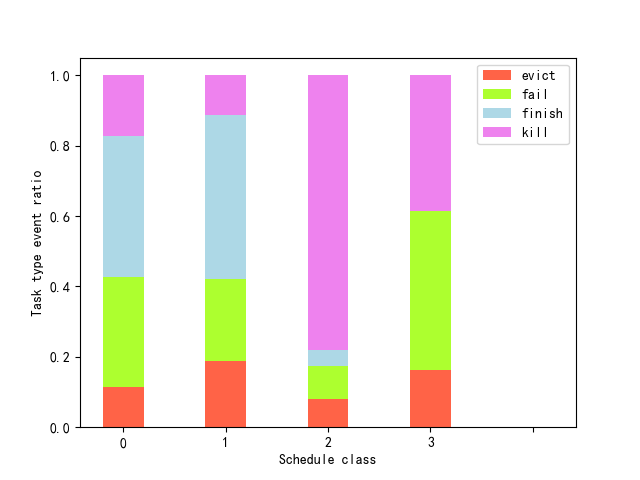 Task type event ratio
1.0
0.8
0.6
0.4
0.2
0.0
evict
fail
finish
kill
0 1 2 3
Schedule class